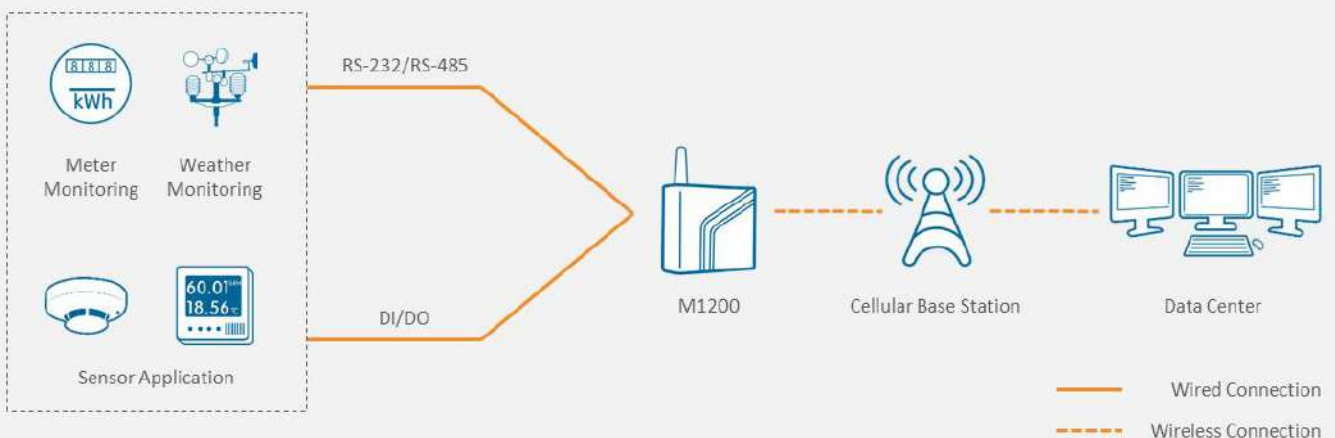 888
kWh
Meter
Monitoring
Weather
Monitoring
RS-232/RS-485
60.01
18.56
Sensor Application
DI/DO
M1200
Cellular Base Station
Data Center
Wired Connection
Wireless Connection